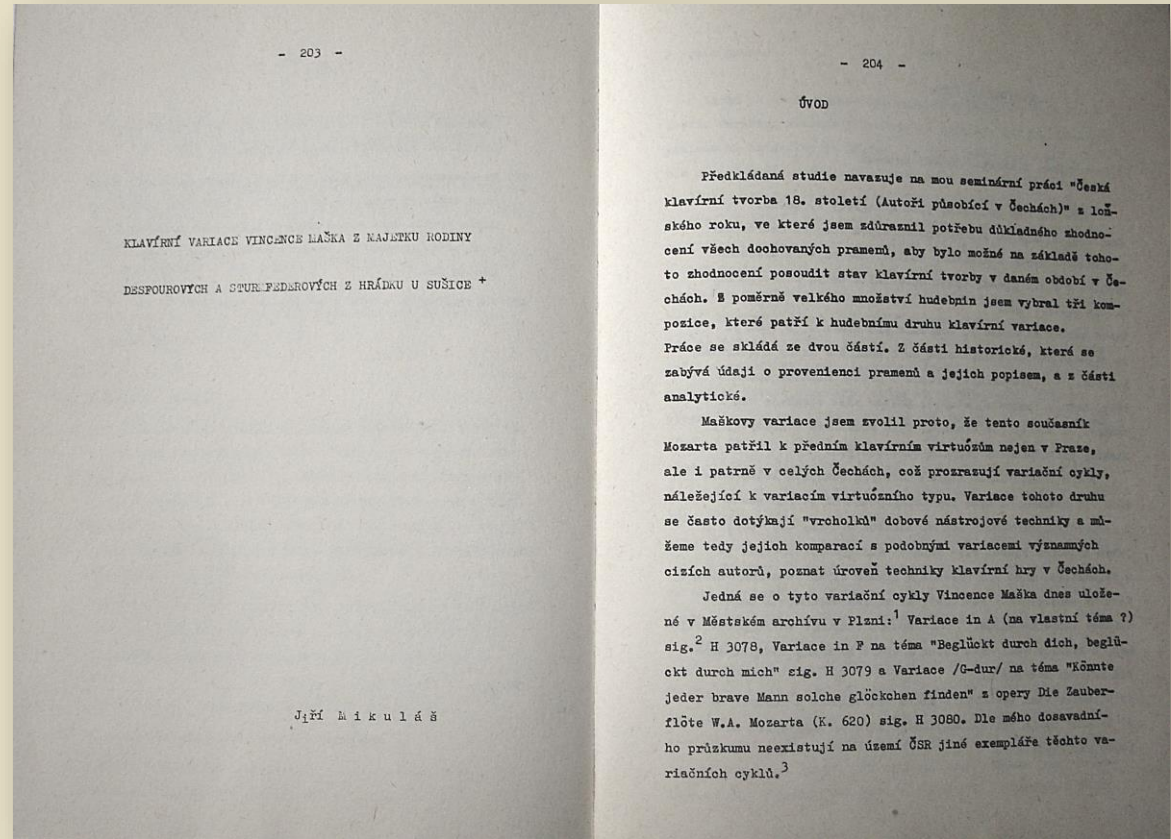 - 203 -
KLAVÍRNÍ VARIACE VINCENCE MAŠKA Z MAJETKU RODINY
DESFOUROVÝCH A STURMFEDEROVÝCH Z HRÁDKU U SUŠICE +
Jiří M i k u l á š
- 204 -
ÚVOD
Předkládaná studie navazuje na mou seminární práci "Česká
klavírní tvorba 18. století (Autoři působící v Čechách)" z loň-
ského roku, ve které jsem zdůraznil potřebu důkladného zhodno-
cení všech dochovaných pramenů, aby bylo možné na základě toho-
to zhodnocení posoudit stav klavírní tvorby v daném období v Če-
chách. Z poměrně velkého množství hudebnin jsem vybral tři kom-
pozice, které patří k hudebnímu druhu klavírní variace.
Práce se skládá ze dvou částí. Z části historické, která se
zabývá údaji o provenienci pramenů a jejich popisem, a z části
analytické.
Maškovy variace jsem zvolil proto, že tento současník
Mozarta patřil k předním klavírním virtuózům nejen v Praze,
ale i patrně v celých Čechách, což prozrazují variační cykly,
náležející k variacím virtuózního typu. Variace tohoto druhu
se často dotýkají "vrcholků" dobové nástrojové techniky a mů-
žeme tedy jejich komparací s podobnými variacemi významných
cizích autorů, poznat úroveň techniky klavírní hry v Čechách.
Jedná se o tyto variační cykly Vincence Maška dnes ulože-
né v Městském archívu v Plzni:1 Variace in A (na vlastní téma ?)
sig.2 H 3078, Variace in F na téma "Beglückt durch dich, beglü-
ckt durch mich" sig. H 3079 a Variace /G-dur/ na téma "Könnte
jeder brave Mann solche glöckchen finden" z opery Die Zauber-
flöte W.A. Mozarta (K. 620) sig. H 3080. Dle mého dosavadní-
ho průzkumu neexistují na území ČSR jiné exempláře těchto va-
riačních cyklů.3